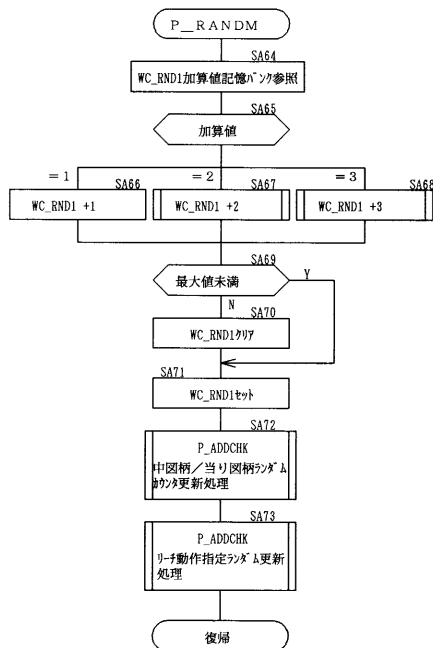 P＿RANDM
SA64
WC_RND1加算値記憶ﾊﾞﾝｸ参照
SA65
加算値
＝1
SA66
WC_RND1 +1
＝2
SA67
WC_RND1 +2
＝3
SA68
WC_RND1 +3
SA69
最大値未満
Y
N
SA70
WC_RND1ｸﾘｱ
SA71
WC_RND1ｾｯﾄ
SA72
P_ADDCHK
中図柄／当り図柄ﾗﾝﾀﾞﾑ
ｶｳﾝﾀ更新処理
SA73
P_ADDCHK
ﾘｰﾁ動作指定ﾗﾝﾀﾞﾑ更新
処理
復帰